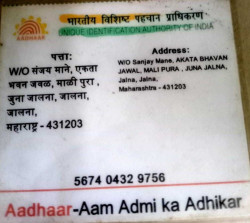 भारतीय विशिष्ट पहचान प्राधिकरण
UNIQUE IDENTIFICATION AUTHORITY OF INDIA
AADHAAR
पत्ता:
W/O संजय माने, एकता
भवन जवळ, माळी पुरा ,
जुना जालना, जालना,
जालना,
महाराष्ट्र - 431203
Address:
W/O Sanjay Mane, AKATA BHAVAN
JAWAL, MALI PURA , JUNA JALNA,
Jalna, Jalna,
Maharashtra - 431203
5674 0432 9756
Aadhaar-Aam Admi ka Adhikar